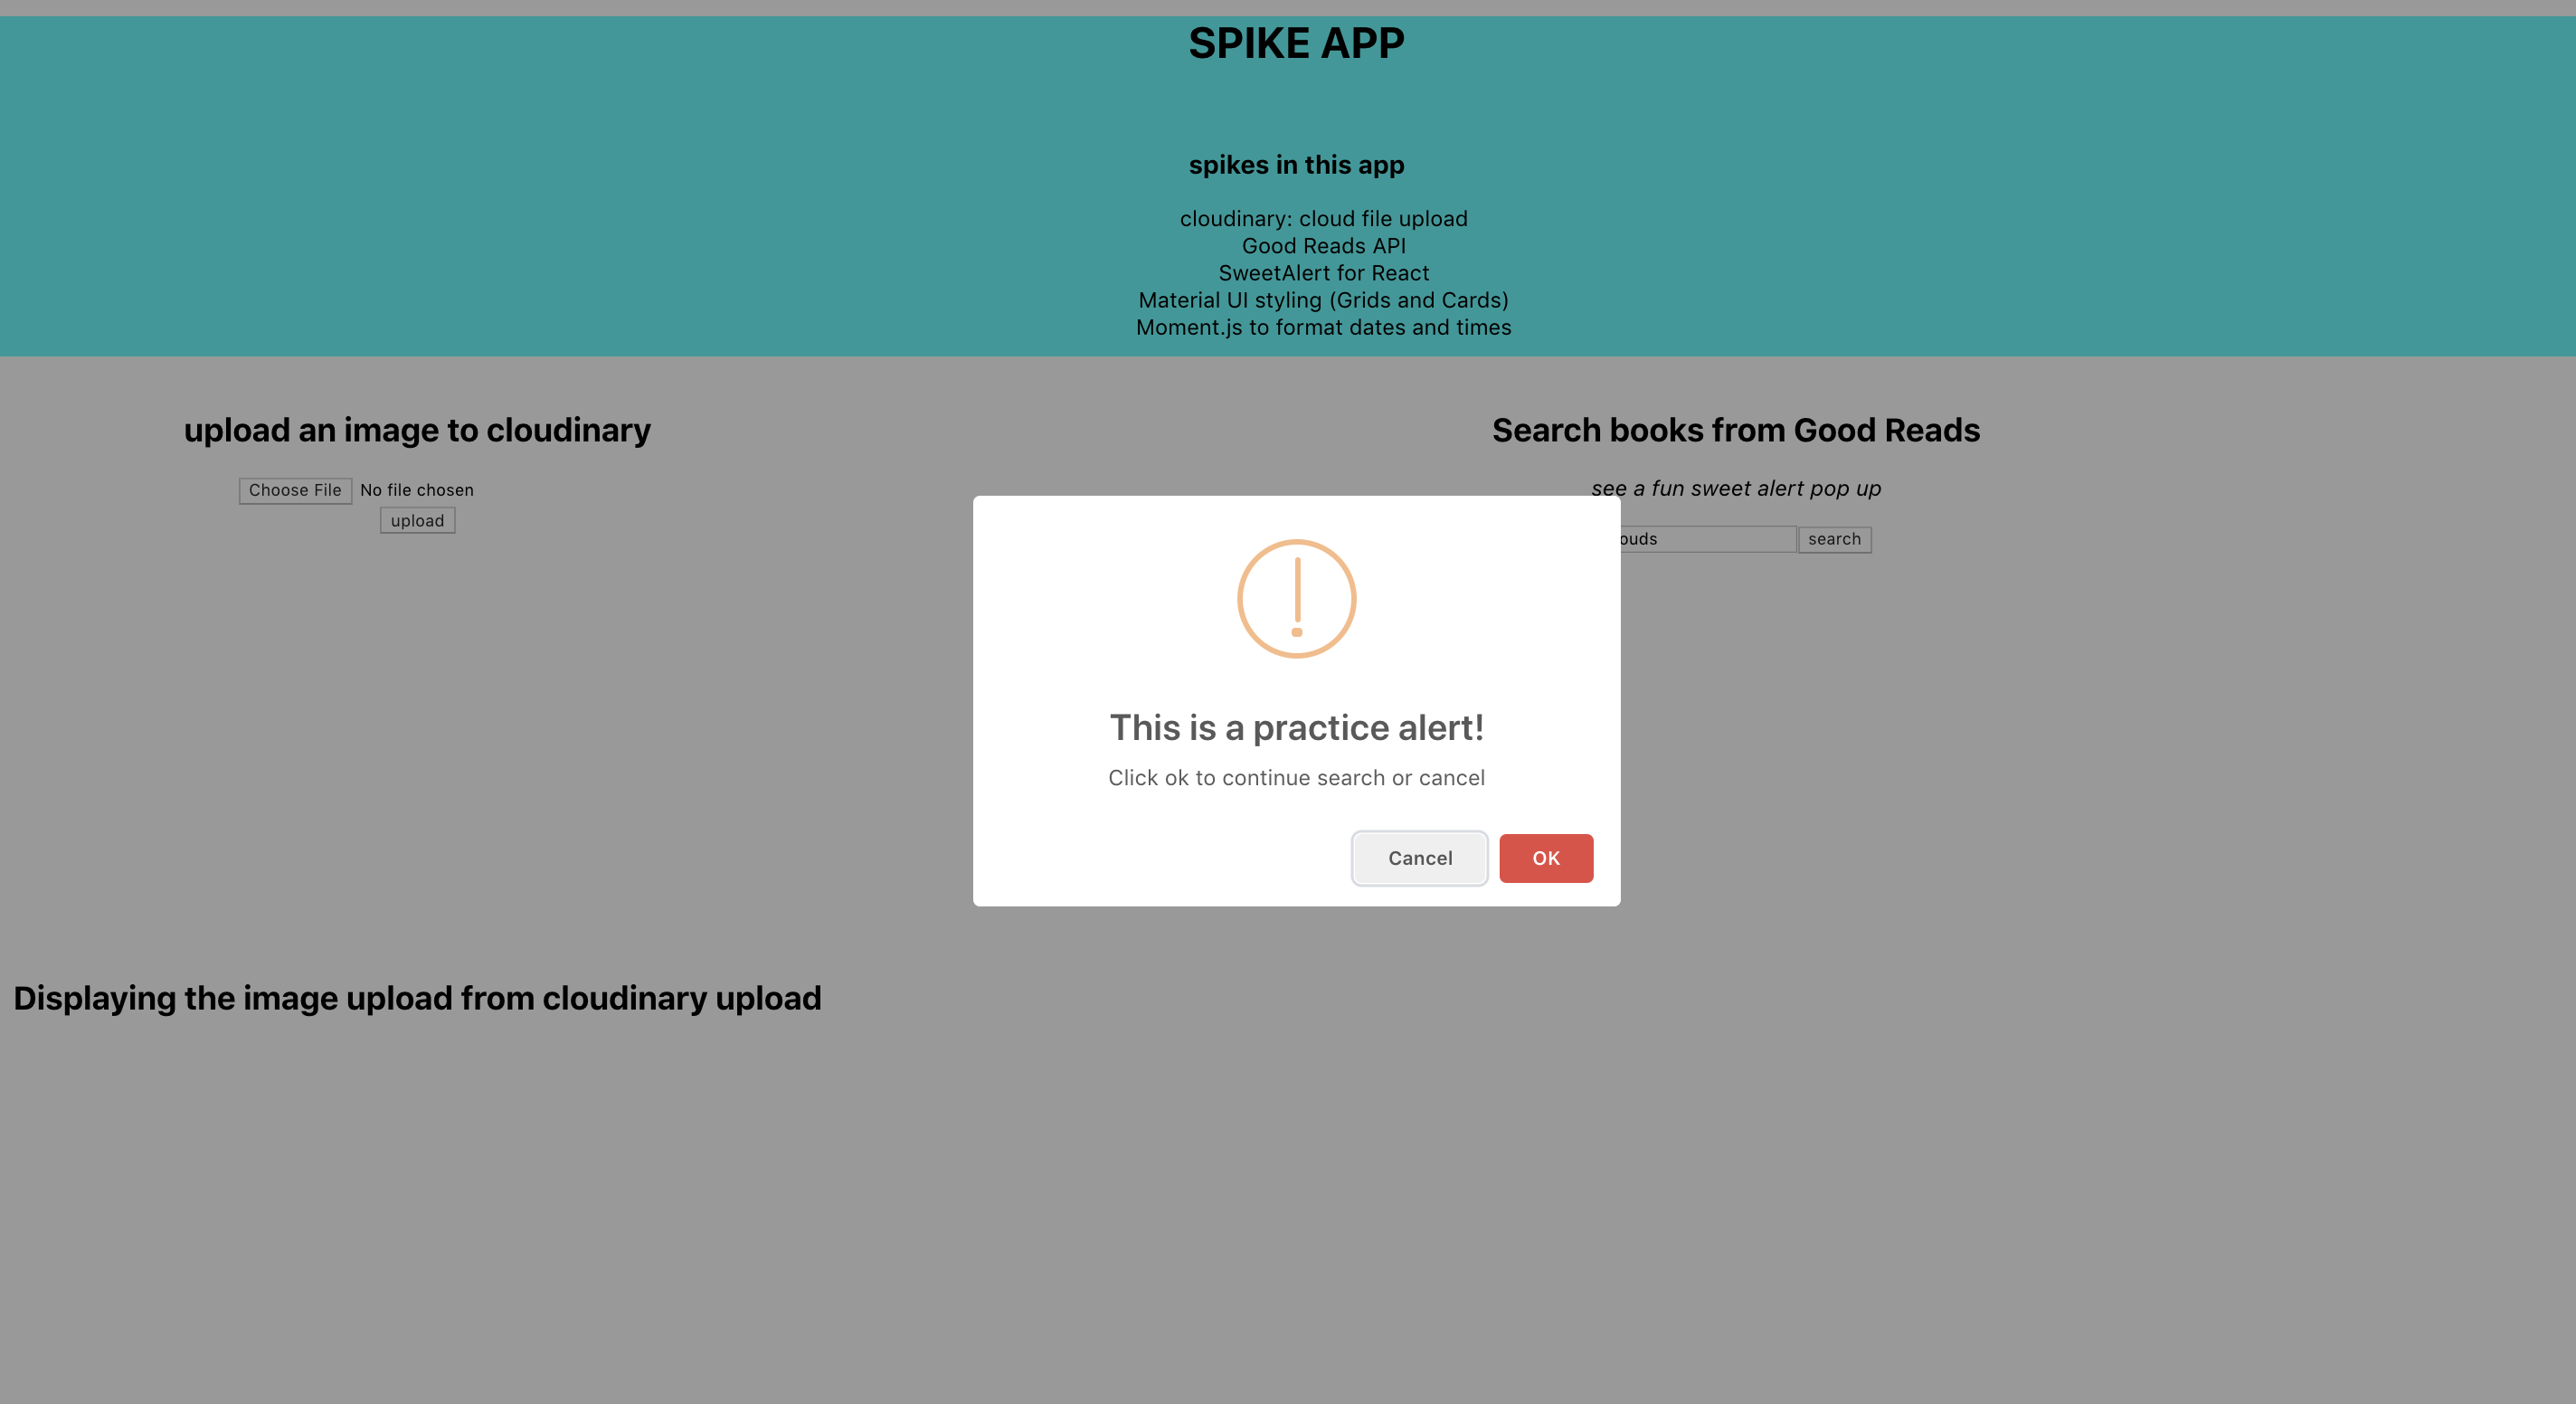 SPIKE APP
spikes in this app
cloudinary: cloud file upload
Good Reads API
SweetAlert for React
Material UI styling (Grids and Cards)
Moment.js to format dates and times
upload an image to cloudinary
Choose File No file chosen
upload
Search books from Good Reads
see a fun sweet alert pop up
ouds search
This is a practice alert!
Click ok to continue search or cancel
Cancel OK
Displaying the image upload from cloudinary upload